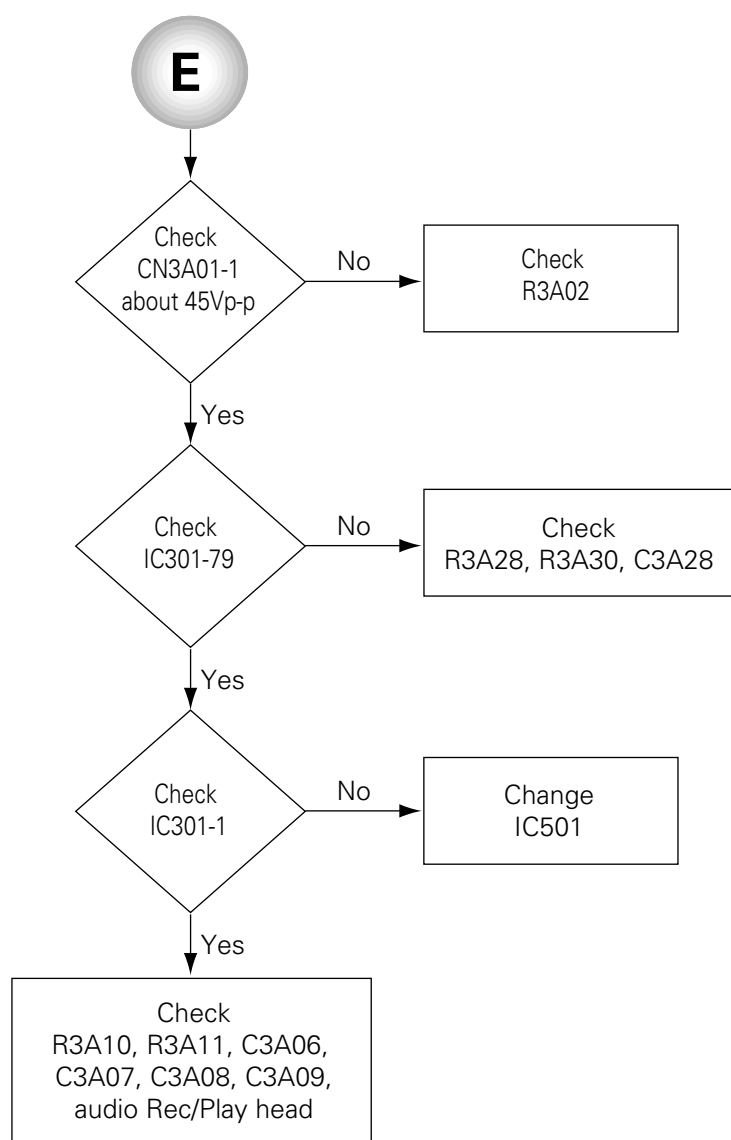 E
Check
CN3A01-1
about 45Vp-p
No
Check
R3A02
Yes
Check
IC301-79
No
Check
R3A28, R3A30, C3A28
Yes
Check
IC301-1
No
Change
IC501
Yes
Check
R3A10, R3A11, C3A06,
C3A07, C3A08, C3A09,
audio Rec/Play head